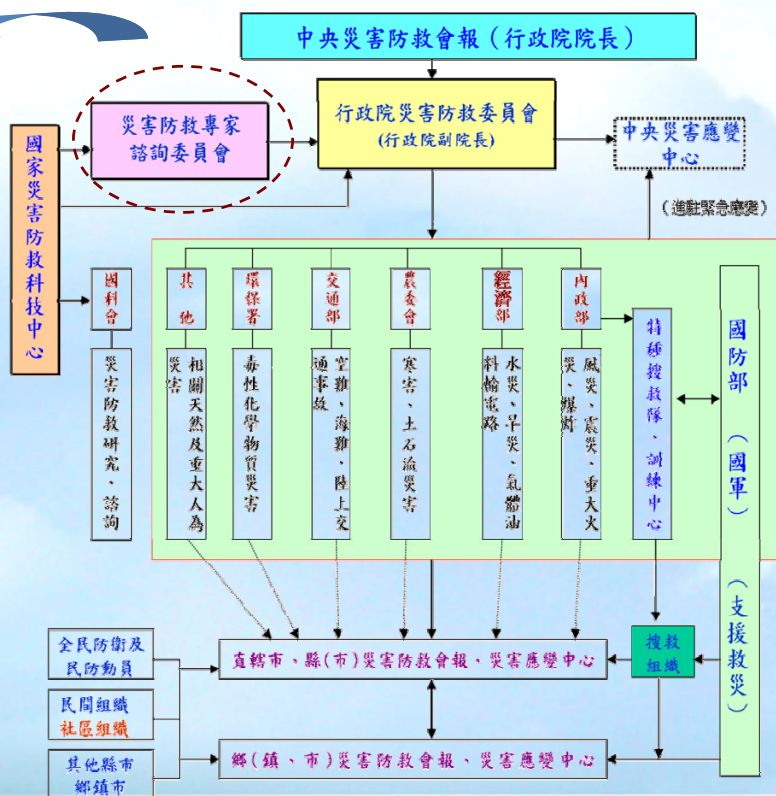 中央災害防救會報（行政院院長）
災害防救專家
諮詢委員會
行政院災害防救委員會
(行政院副院長)
中央災害應變
中心
（進駐緊急應變）
國家災害防救科技中心
國科會
其他
環保署
交通部
農委會
經濟部
內政部
災害防救研究、諮詢
相關天然及重大人為
災害
毒性化學物質災害
空難、海難、陸上交
通事故
寒害、土石流災害
水災、旱災、氣體油
料輸電路
風災、震災、重大火
災、爆炸
特種搜救隊、訓練中心
國防部（國軍）（支援救災）
全民防衛及
民防動員
民間組織
社區組織
其他縣市
鄉鎮市
直轄市、縣(市)災害防救會報、災害應變中心
搜救
組織
鄉(鎮、市)災害防救會報、災害應變中心